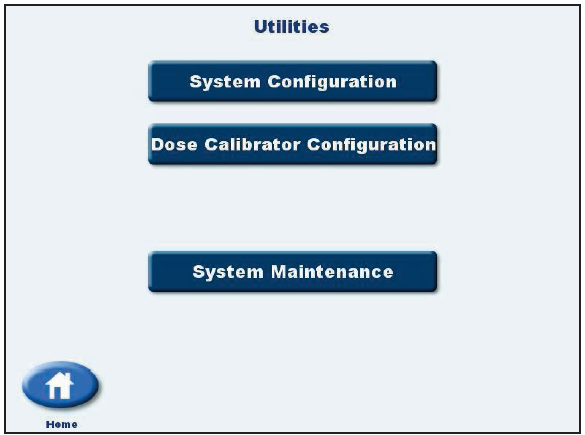 Utilities
System Configuration
Dose Calibrator Configuration
System Maintenance
Home